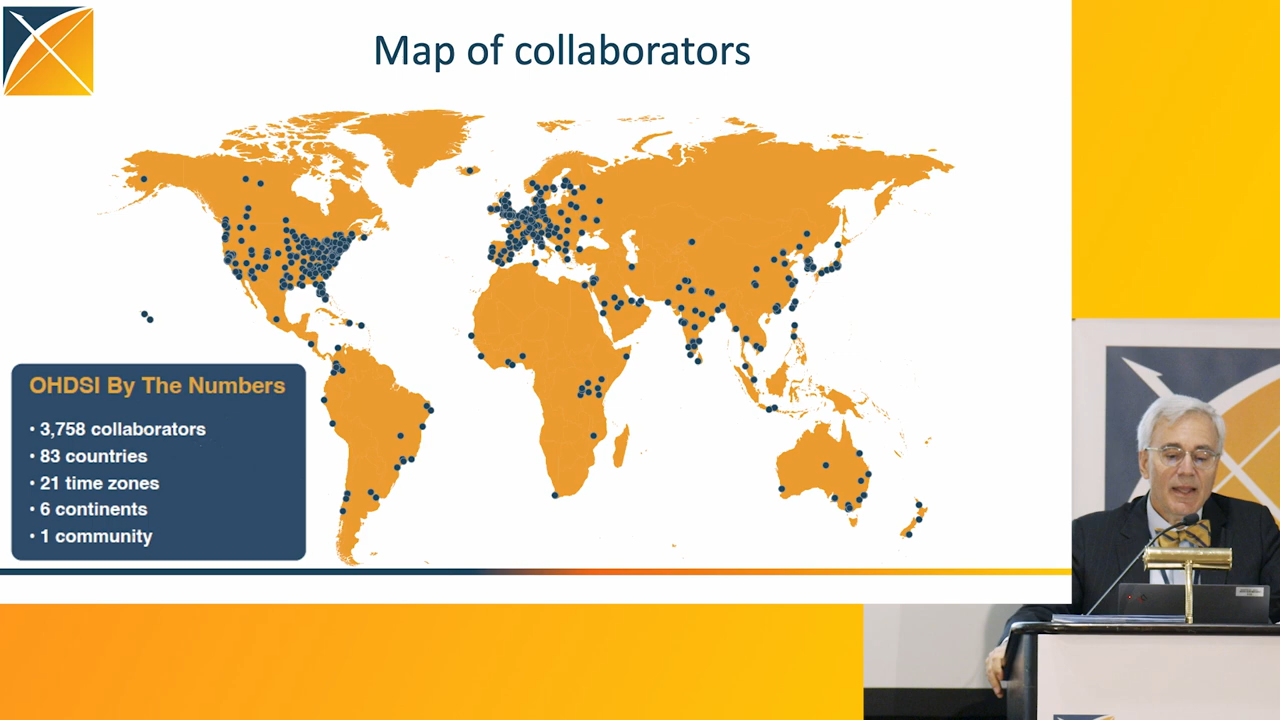 Map of collaborators
OHDSI By The Numbers
• 3,758 collaborators
• 83 countries
• 21 time zones
• 6 continents
• 1 community